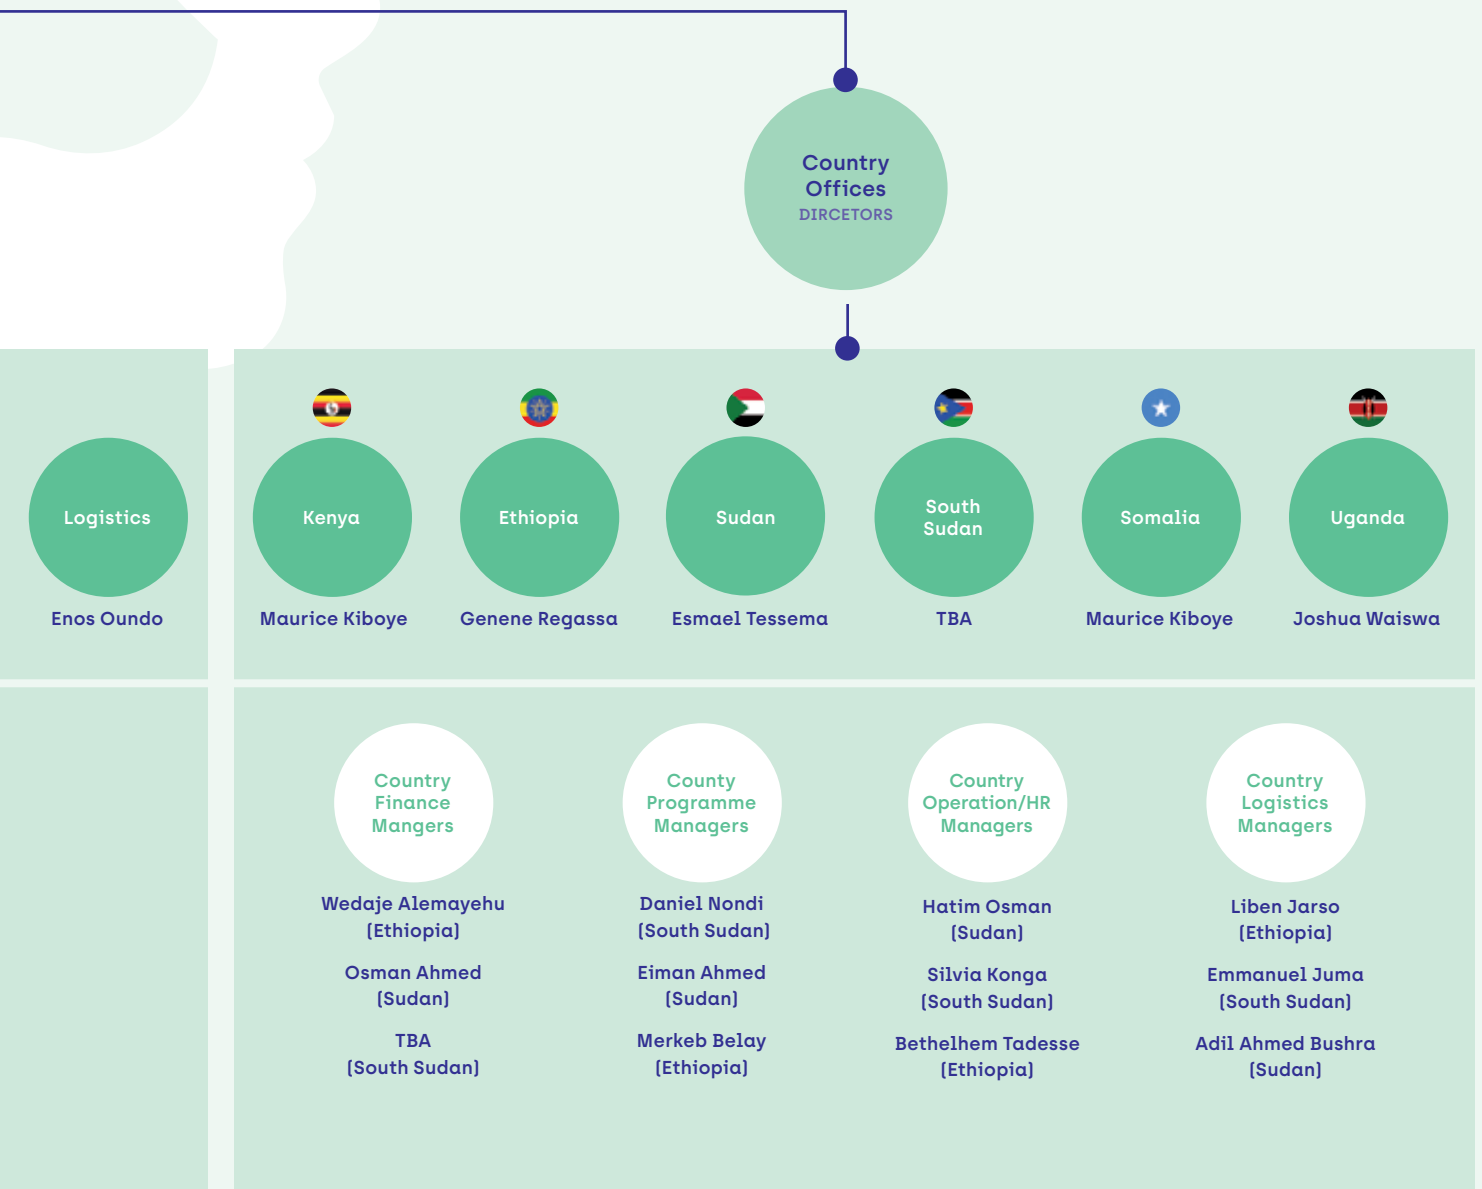 Country
Offices
DIRCETORS
Logistics
Enos Oundo
Kenya
Maurice Kiboye
Ethiopia
Genene Regassa
Sudan
Esmael Tessema
South
Sudan
TBA
Somalia
Maurice Kiboye
Uganda
Joshua Waiswa
Country
Finance
Mangers
Wedaje Alemayehu
(Ethiopia)
Osman Ahmed
(Sudan)
TBA
(South Sudan)
County
Programme
Managers
Daniel Nondi
(South Sudan)
Eiman Ahmed
(Sudan)
Merkeb Belay
(Ethiopia)
Country
Operation/HR
Managers
Hatim Osman
(Sudan)
Silvia Konga
(South Sudan)
Bethelhem Tadesse
(Ethiopia)
Country
Logistics
Managers
Liben Jarso
(Ethiopia)
Emmanuel Juma
(South Sudan)
Adil Ahmed Bushra
(Sudan)